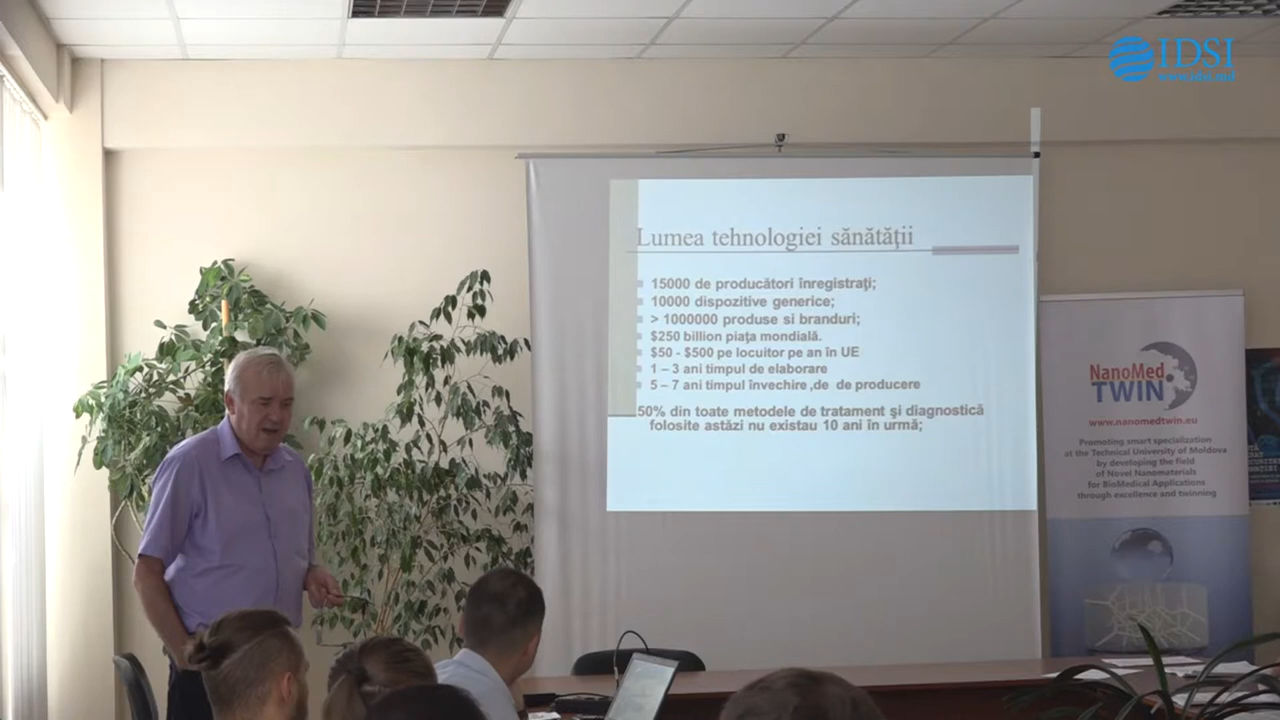 IDSI
www.idsi.md
Lumea tehnologiei sănătăţii
15000 de producători înregistraţi;
10000 dispozitive generice;
> 1000000 produse si branduri;
$250 billion piaţa mondială.
$50 - $500 pe locuitor pe an în UE
1 – 3 ani timpul de elaborare
5 – 7 ani timpul învechire ,de de producere
50% din toate metodele de tratament şi diagnostică
folosite astăzi nu existau 10 ani în urmă;
NanoMed
TWIN
www.nanomedtwin.eu
Promoting smart specialization
at the Technical University of Moldova
by developing the field
of Novel Nanomaterials
for BioMedical Applications
through excellence and twinning